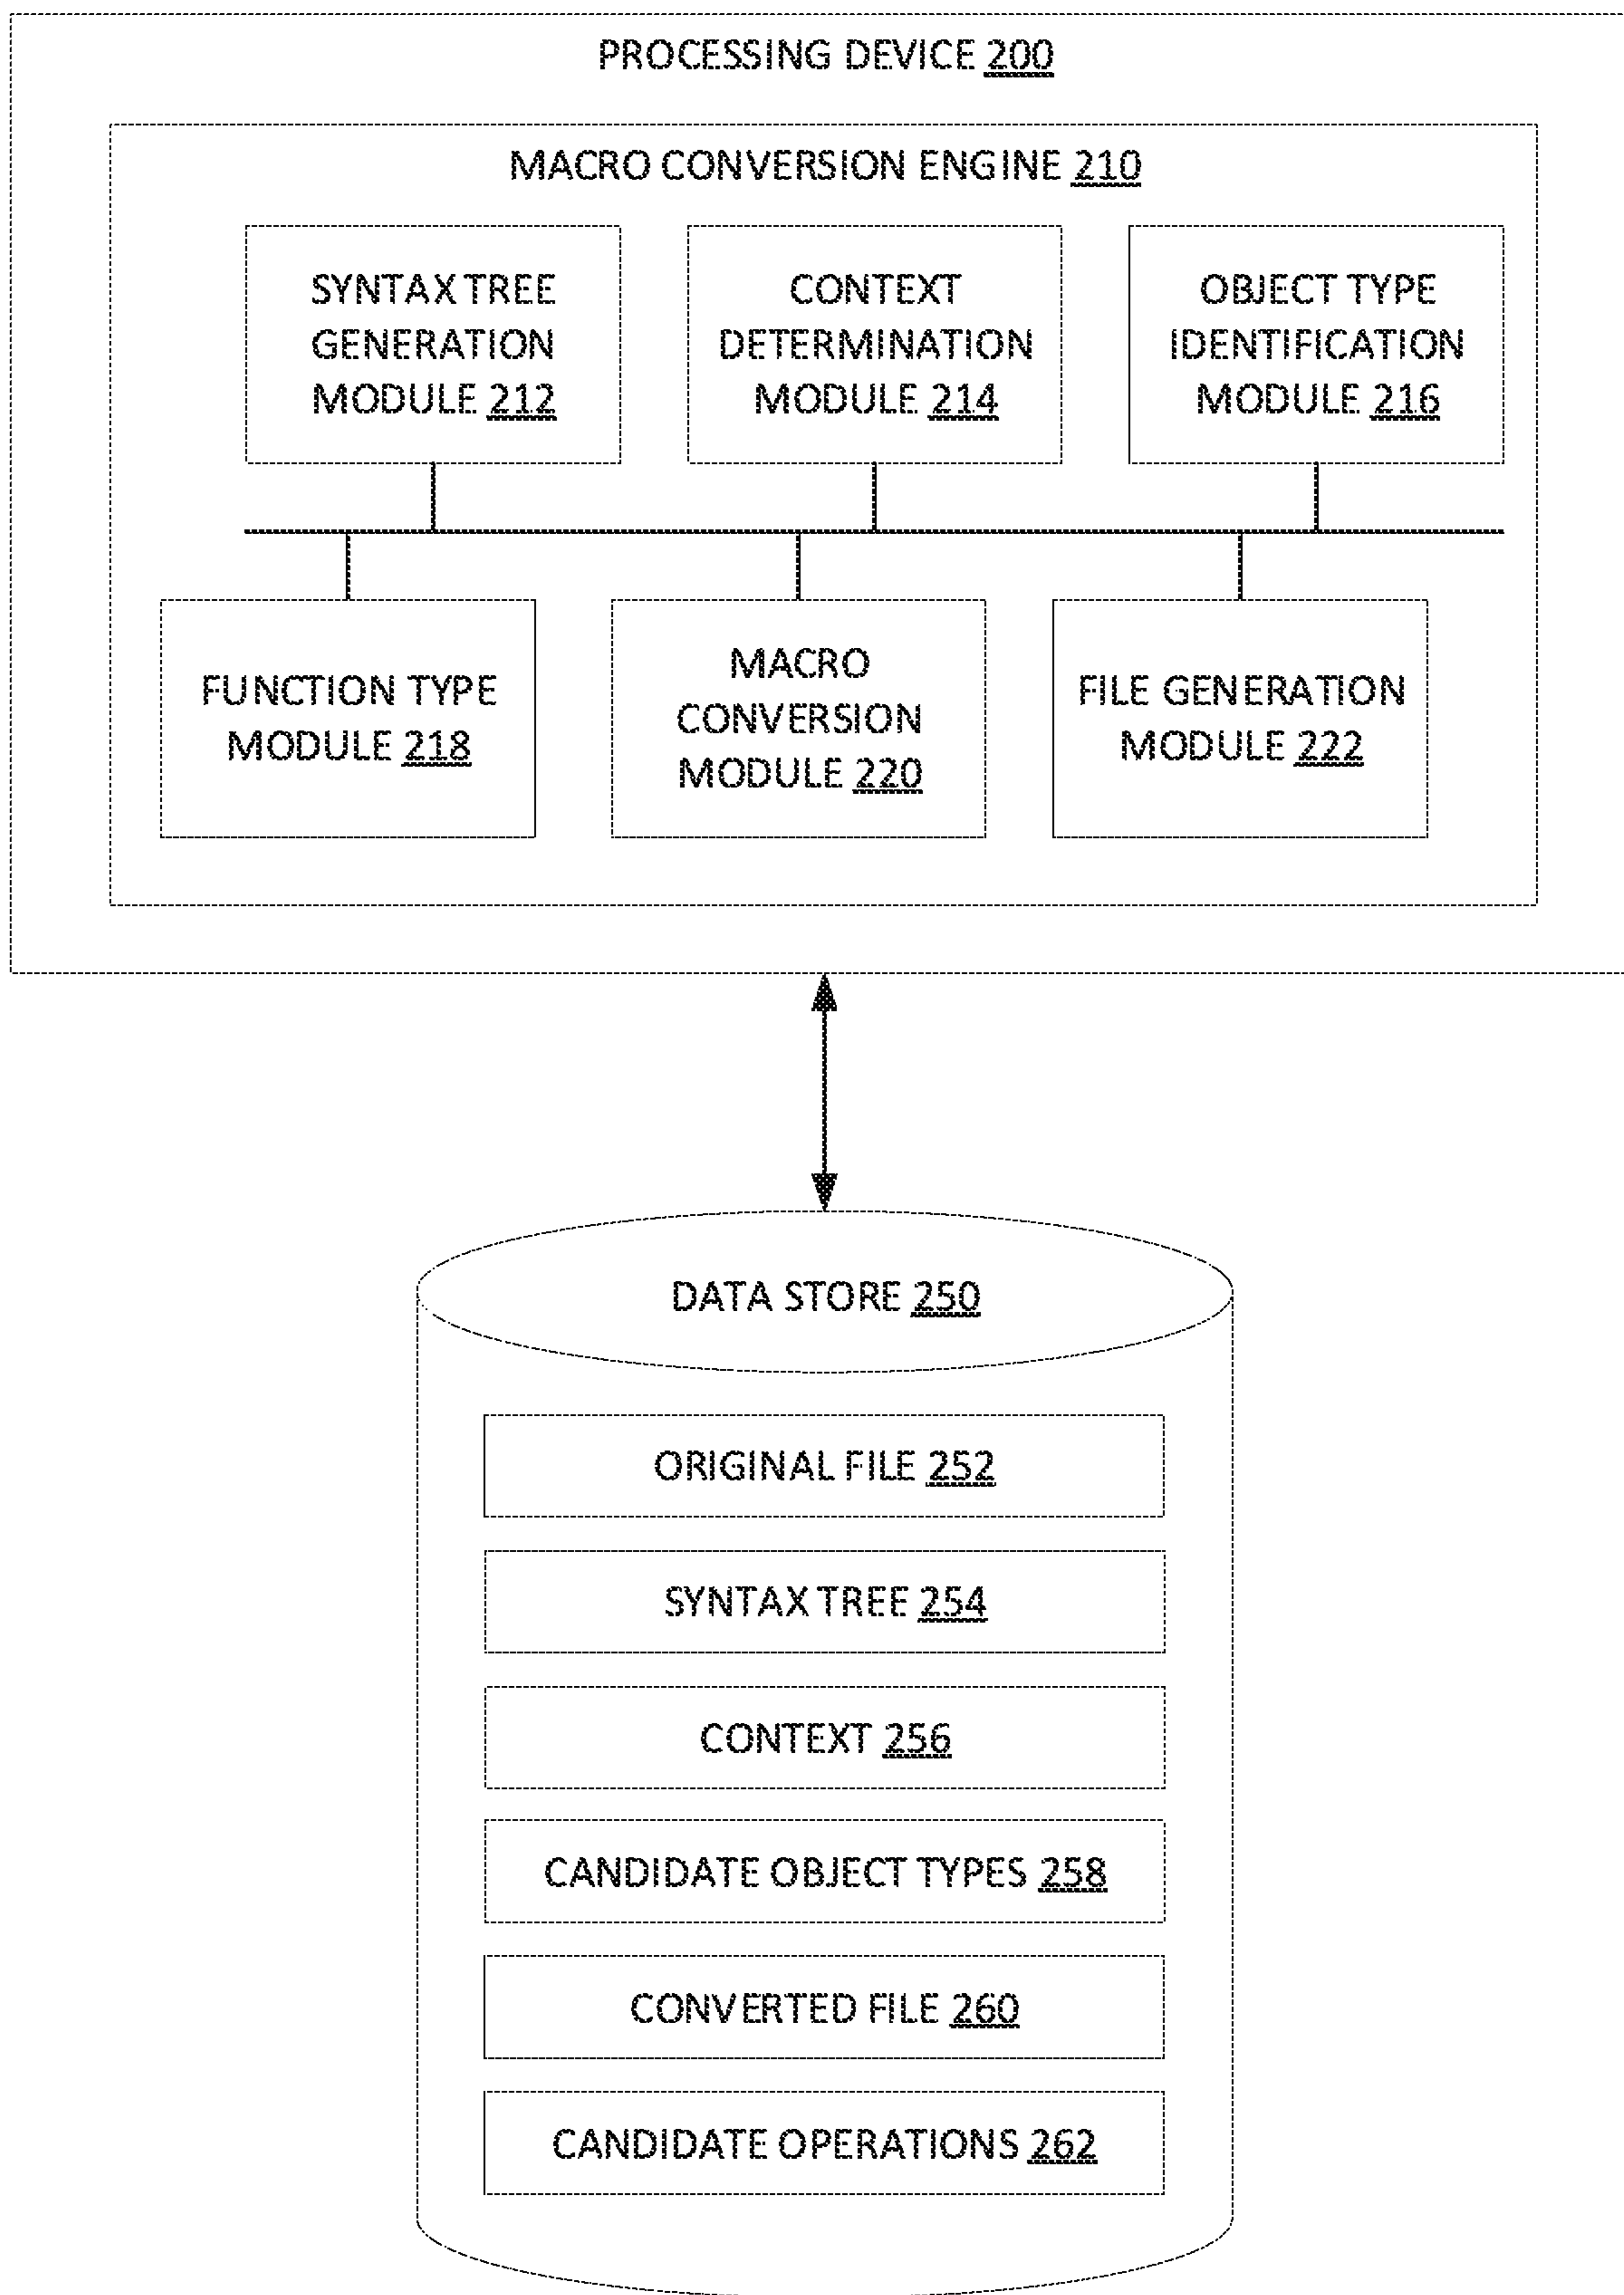 PROCESSING DEVICE 200
MACRO CONVERSION ENGINE 210
SYNTAX TREE
GENERATION
MODULE 212
CONTEXT
DETERMINATION
MODULE 214
OBJECT TYPE
IDENTIFICATION
MODULE 216
FUNCTION TYPE
MODULE 218
MACRO
CONVERSION
MODULE 220
FILE GENERATION
MODULE 222
DATA STORE 250
ORIGINAL FILE 252
SYNTAX TREE 254
CONTEXT 256
CANDIDATE OBJECT TYPES 258
CONVERTED FILE 260
CANDIDATE OPERATIONS 262